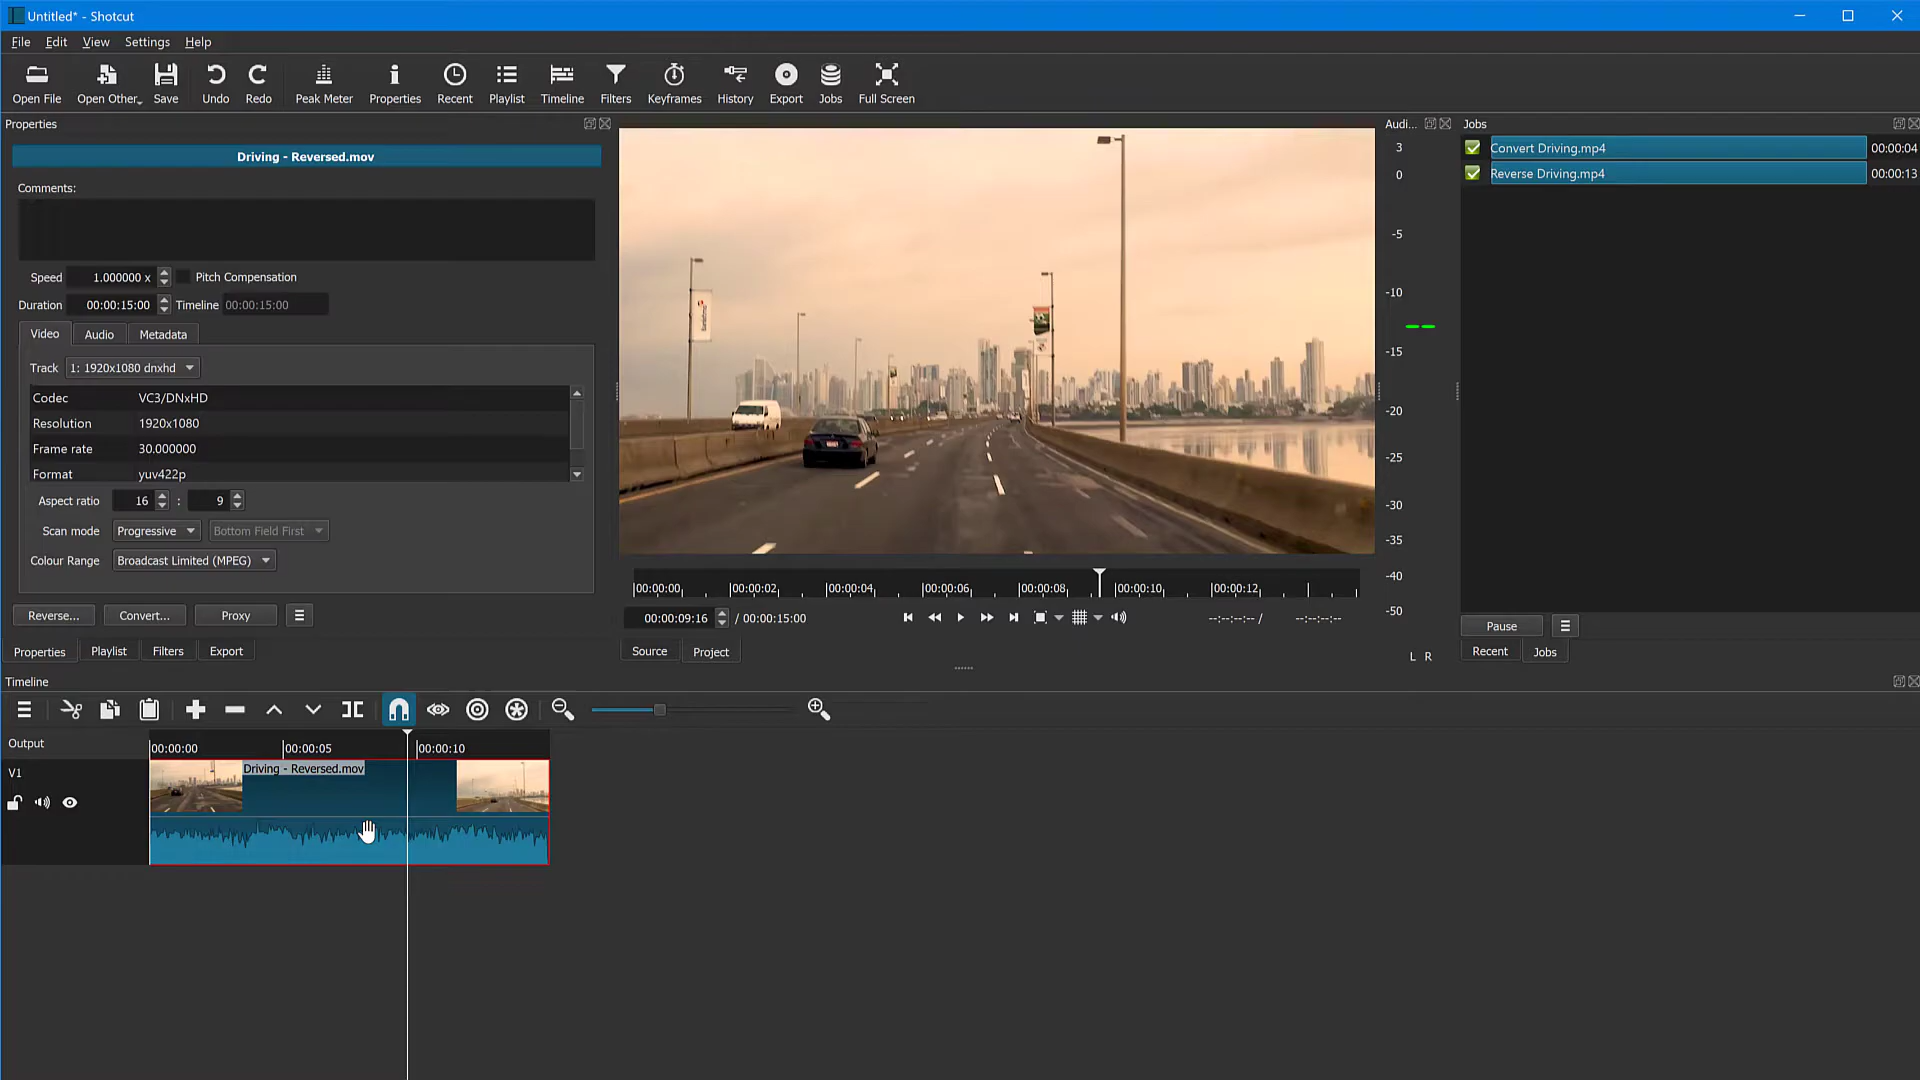 Untitled* - Shotcut
File Edit View Settings Help
Open File Open Other.. Save Undo Redo Peak Meter Properties Recent Playlist Timeline Filters Keyframes History Export Jobs Full Screen
Properties
Driving - Reversed.mov
Comments:
Speed 1.000000 x Pitch Compensation
Duration 00:00:15:00 Timeline 00:00:15:00
Video Audio Metadata
Track 1: 1920x1080 dnxhd
Codec VC3/DNxHD
Resolution 1920x1080
Frame rate 30.000000
Format yuv422p
Aspect ratio 16 : 9
Scan mode Progressive Bottom Field First
Colour Range Broadcast Limited (MPEG)
Reverse... Convert... Proxy
Properties Playlist Filters Export
00:00:00 00:00:02 00:00:04 00:00:06 00:00:08 00:00:10 00:00:12
00:00:09:16 / 00:00:15:00 --:--:--:-- / --:--:--:--
Source Project
Audi...
3
0
-5
-10
-15
-20
-25
-30
-35
-40
-50
L R
Jobs
Convert Driving.mp4 00:00:04
Reverse Driving.mp4 00:00:13
Pause
Recent Jobs
Timeline
Output
00:00:00 00:00:05 00:00:10
V1
Driving - Reversed.mov